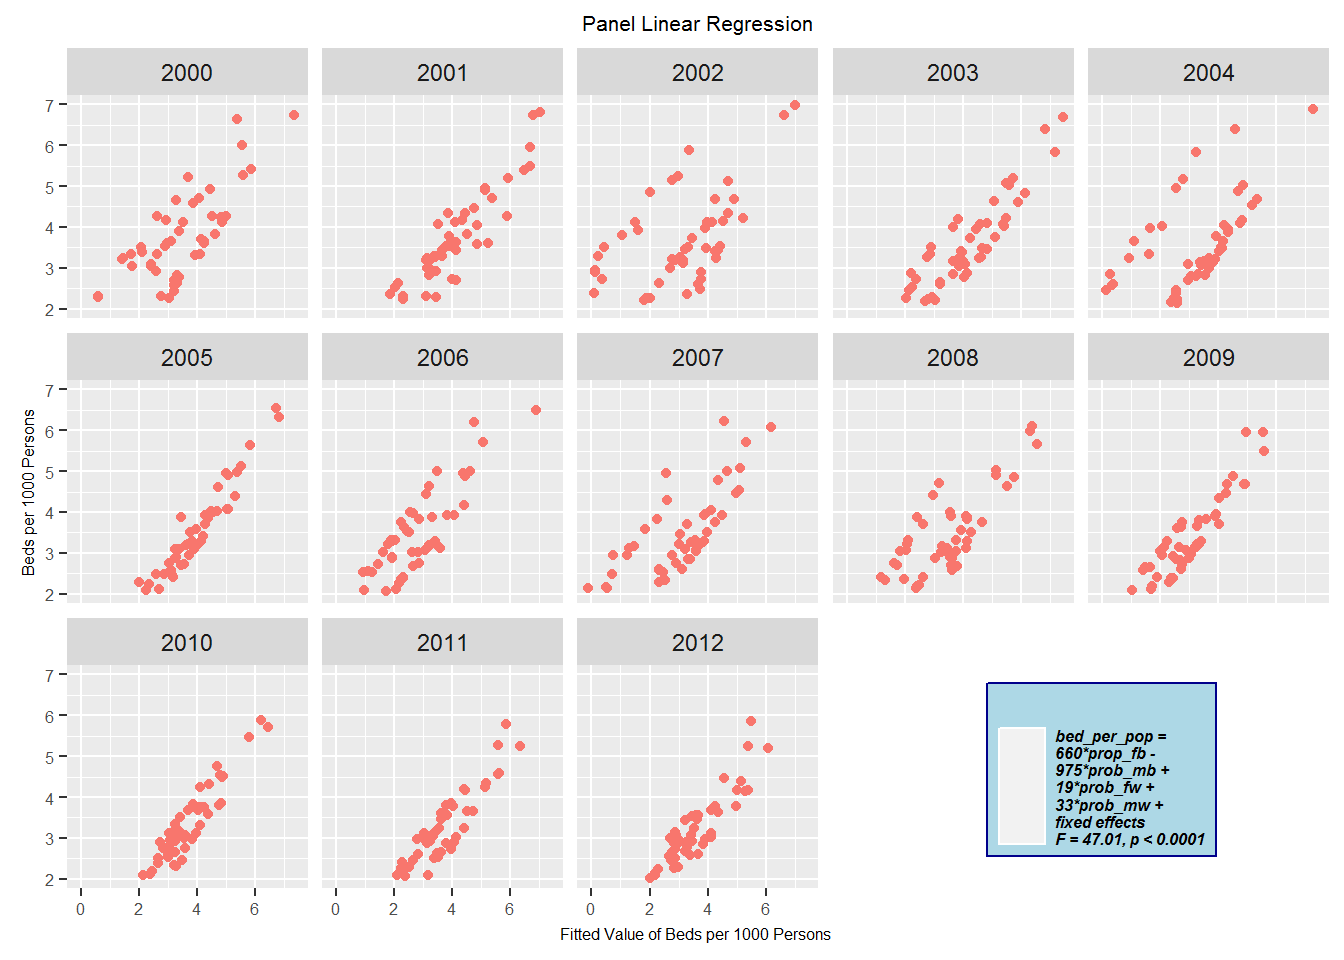 Panel Linear Regression
2000 2001 2002 2003 2004
7
6
5
4
3
2
2005 2006 2007 2008 2009
7
6
5
4
3
2
Beds per 1000 Persons
2010 2011 2012
7
6
5
4
3
2
0 2 4 6 0 2 4 6 0 2 4 6
Fitted Value of Beds per 1000 Persons
bed_per_pop =
660*prop_fb -
975*prob_mb +
19*prob_fw +
33*prob_mw +
fixed effects
F = 47.01, p < 0.0001